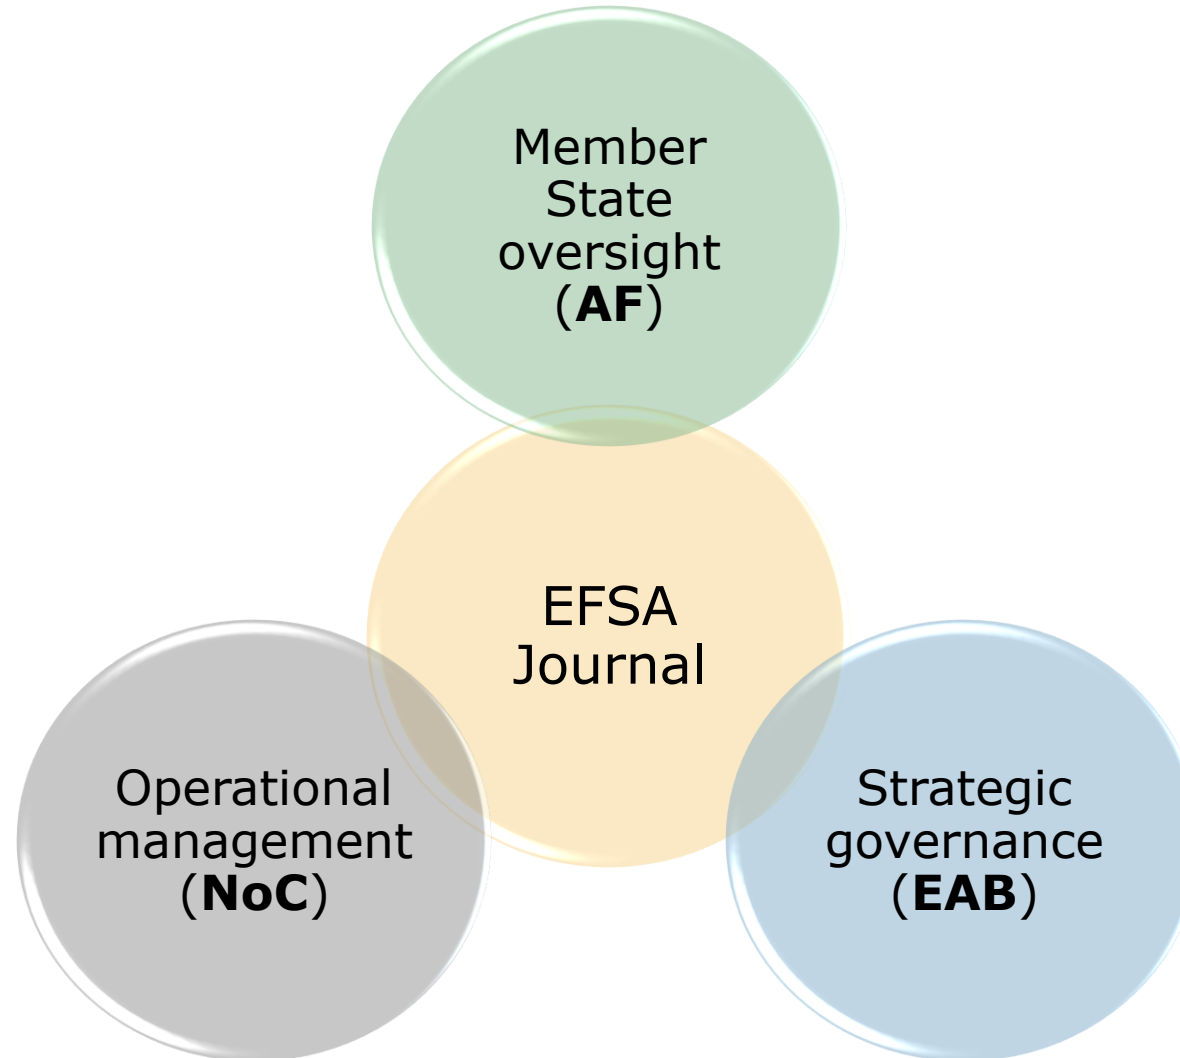 Member
State
oversight
(AF)
EFSA
Journal
Operational
management
(NoC)
Strategic
governance
(EAB)